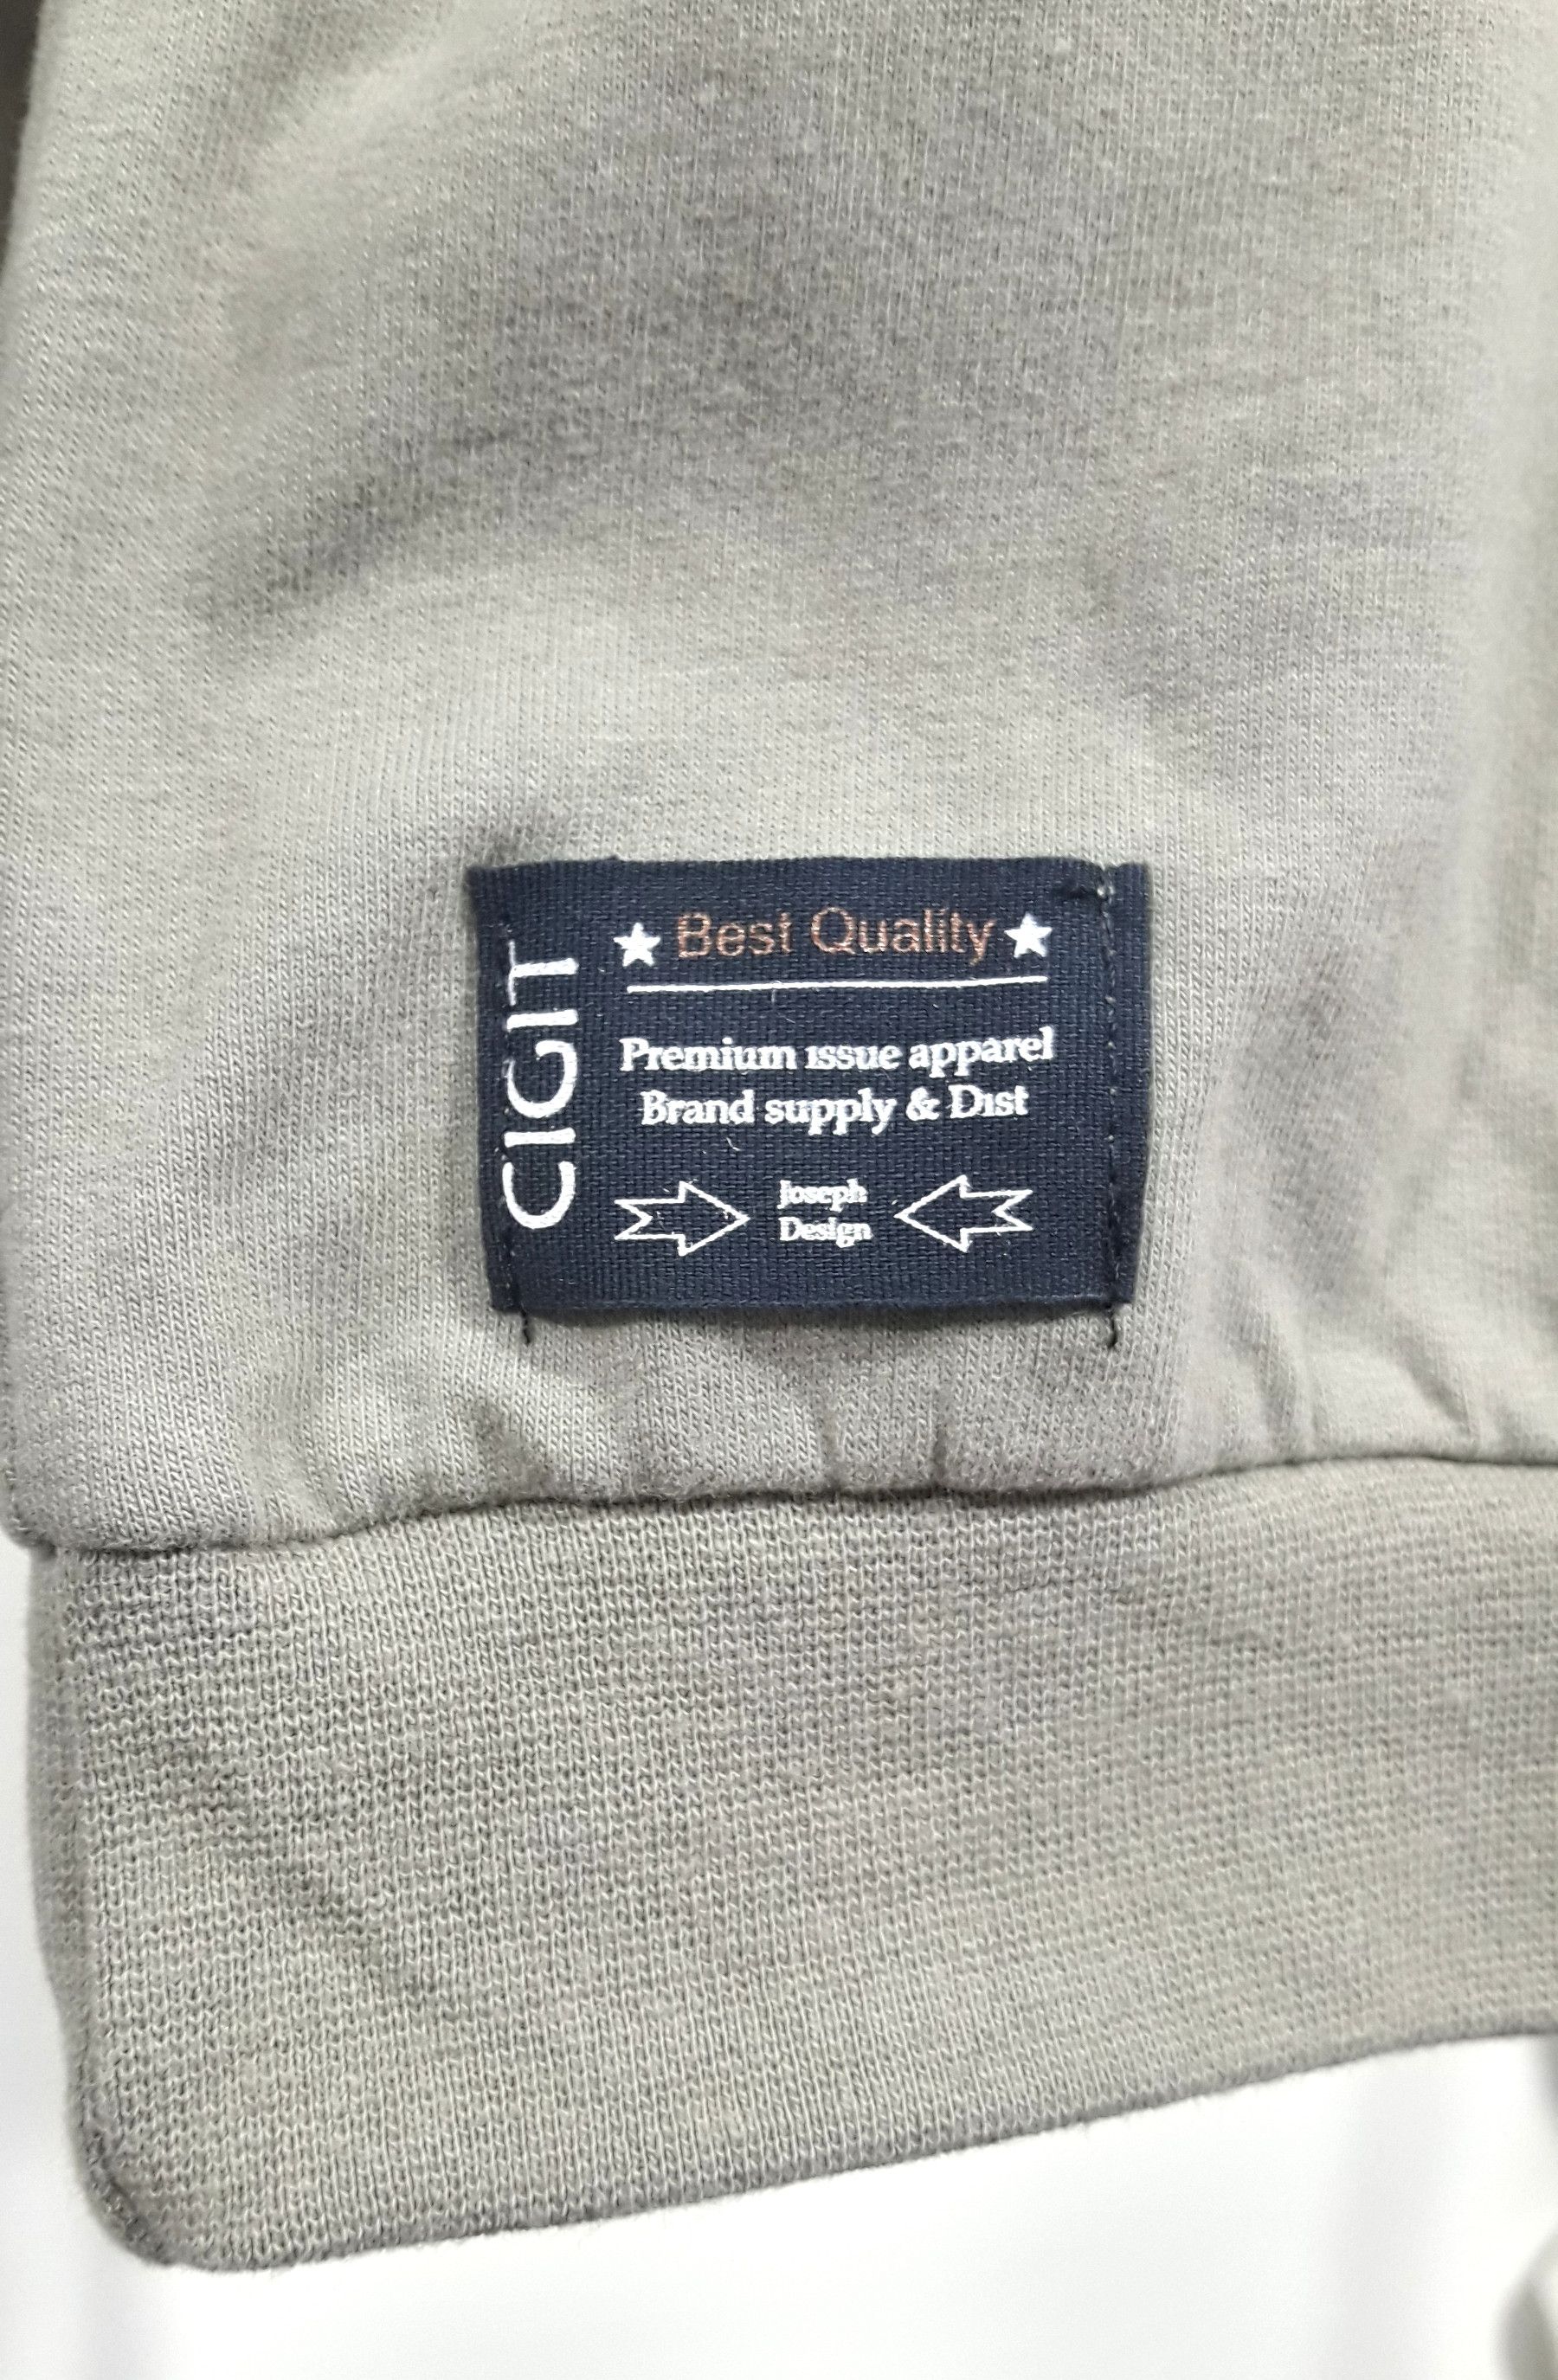 CIGIT
Best Quality
Premium issue apparel
Brand supply & Dist
Joseph
Design